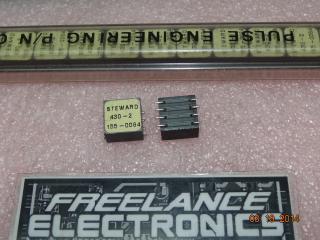 PULSE ENGINEERING P/N
STEWARD
430-2
155-0064
FREELANCE
ELECTRONICS
08 13 2014